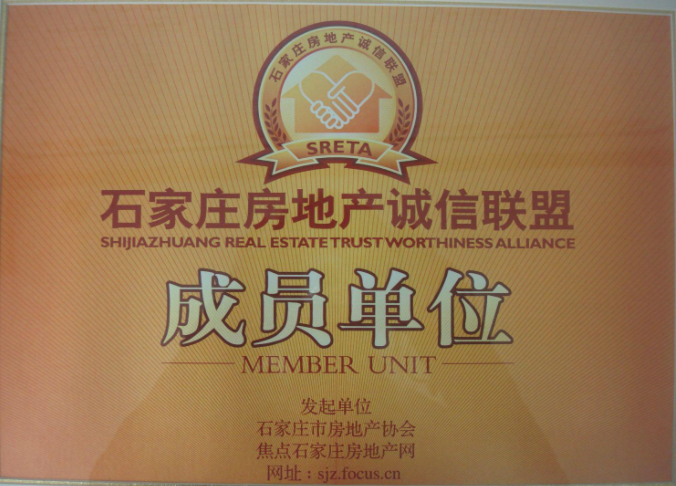 石家庄房地产诚信联盟
SRETA
石家庄房地产诚信联盟
SHIJIAZHUANG REAL ESTATE TRUST WORTHINESS ALLIANCE
成员单位
MEMBER UNIT
发起单位
石家庄市房地产协会
焦点石家庄房地产网
网址：sjz.focus.cn